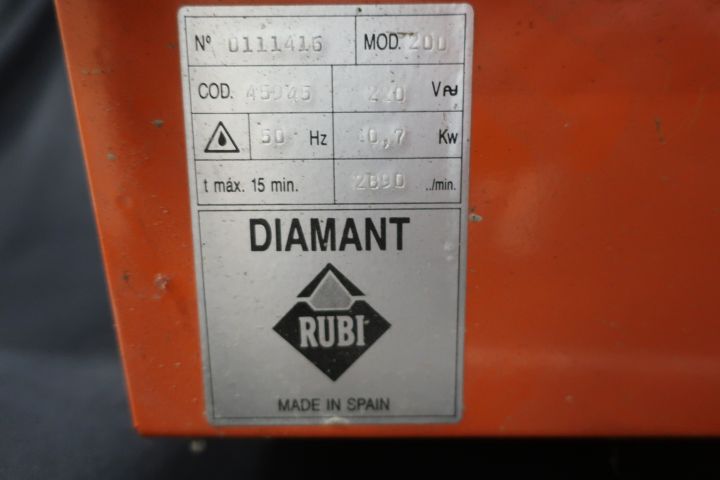 Nº 0111416 MOD. 200
COD. 45945 220 V
50 Hz 0,7 Kw
t máx. 15 min. 2890 ../min.
DIAMANT
RUBI
MADE IN SPAIN